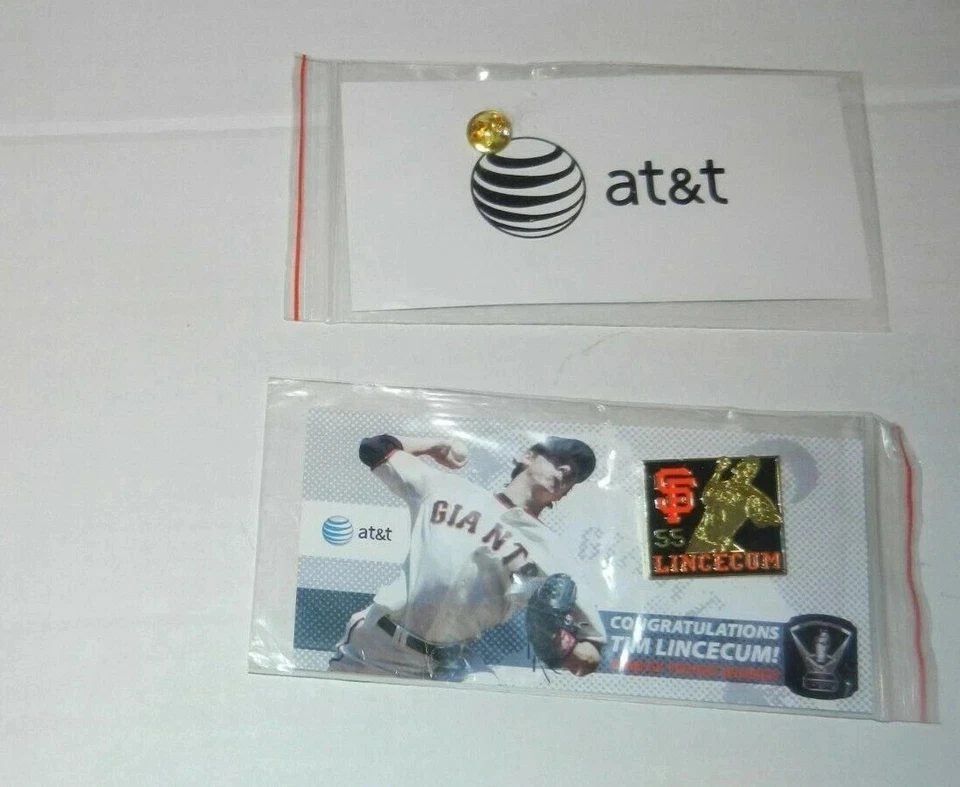 at&t
at&t
GIANTS
SF
55
LINCECUM
CONGRATULATIONS
TIM LINCECUM!